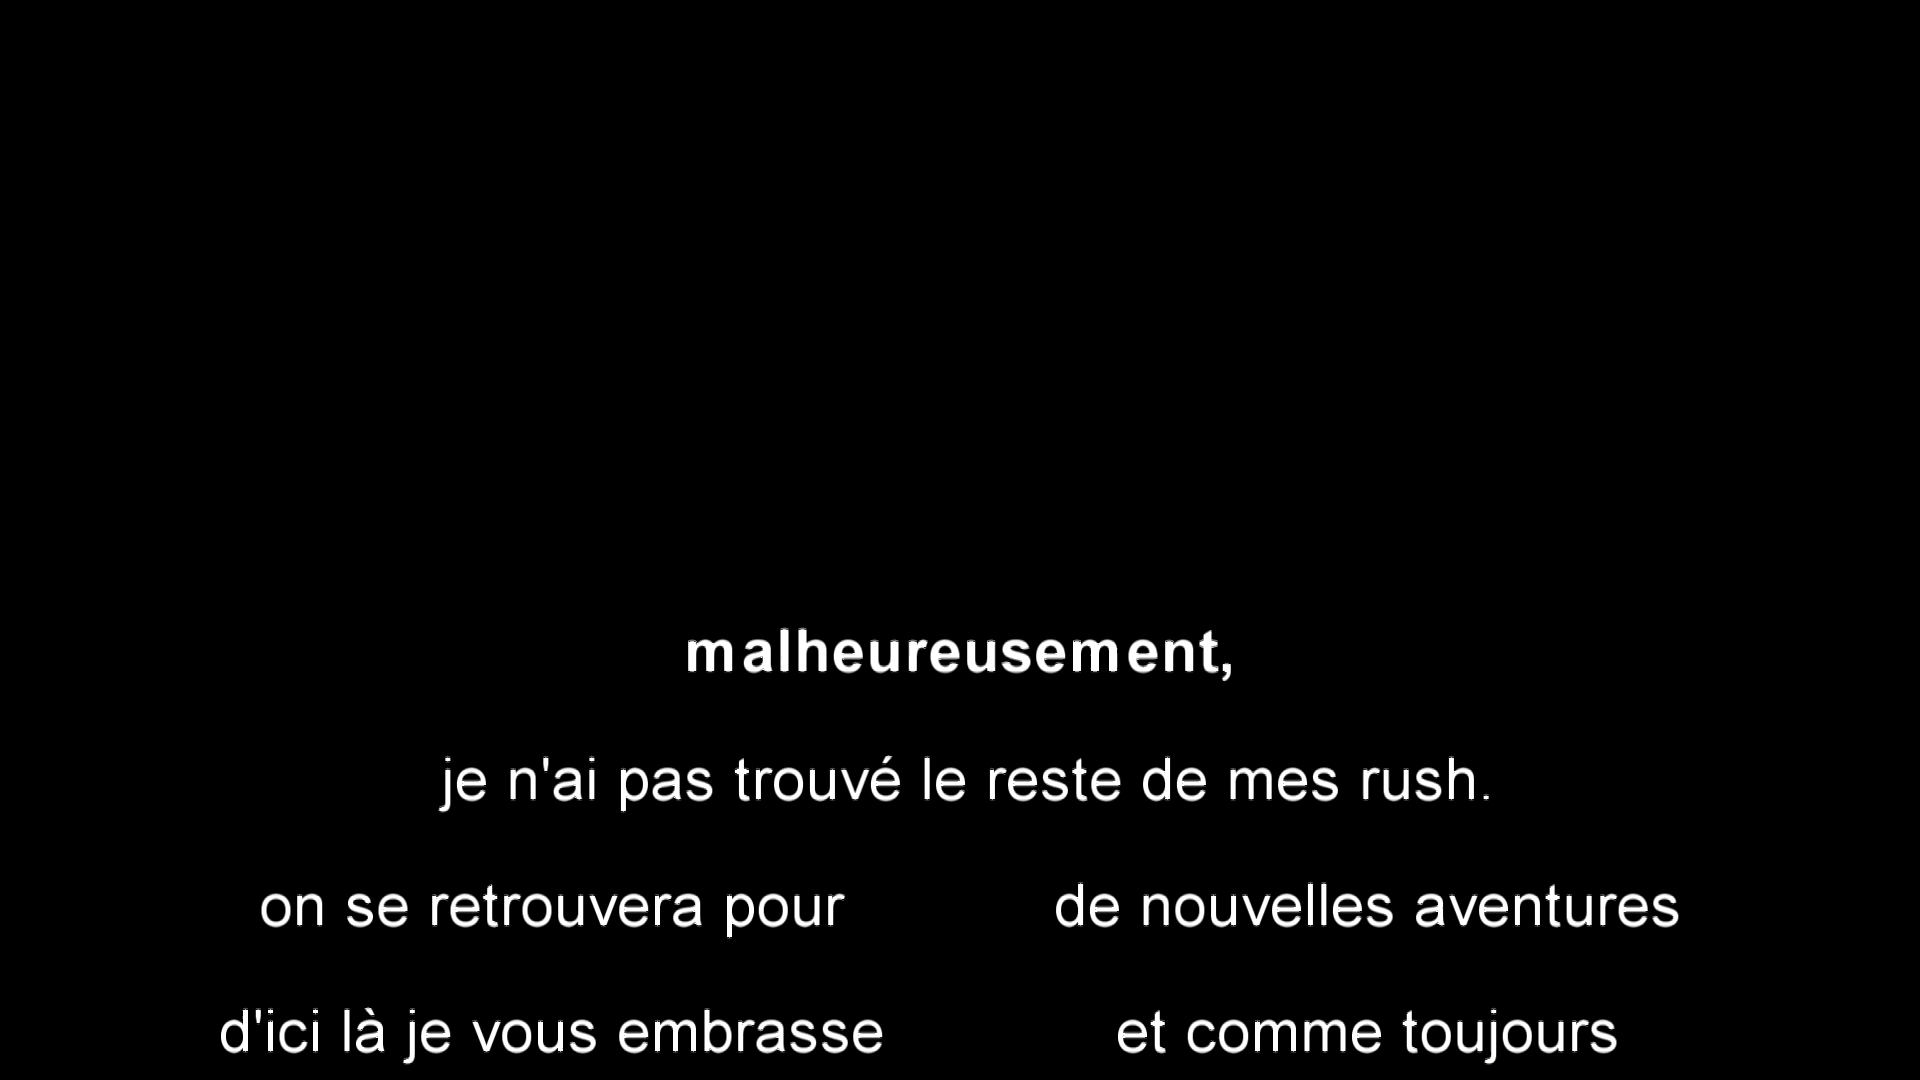 malheureusement,
je n'ai pas trouvé le reste de mes rush.
on se retrouvera pour de nouvelles aventures
d'ici là je vous embrasse et comme toujours